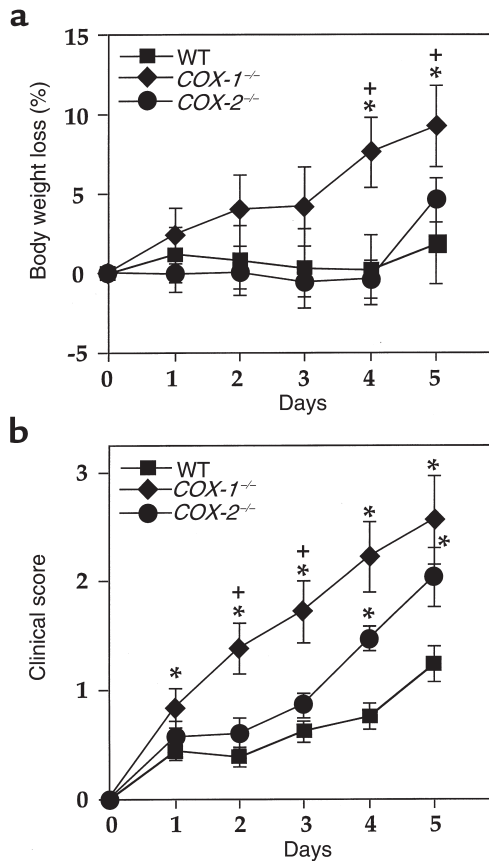 a
15
10
5
0
-5
Body weight loss (%)
WT
COX-1−/−
COX-2−/−
+
*
+
*
0 1 2 3 4 5
Days
b
3
2
1
0
Clinical score
WT
COX-1−/−
COX-2−/−
*
+
*
+
*
*
*
*
*
0 1 2 3 4 5
Days